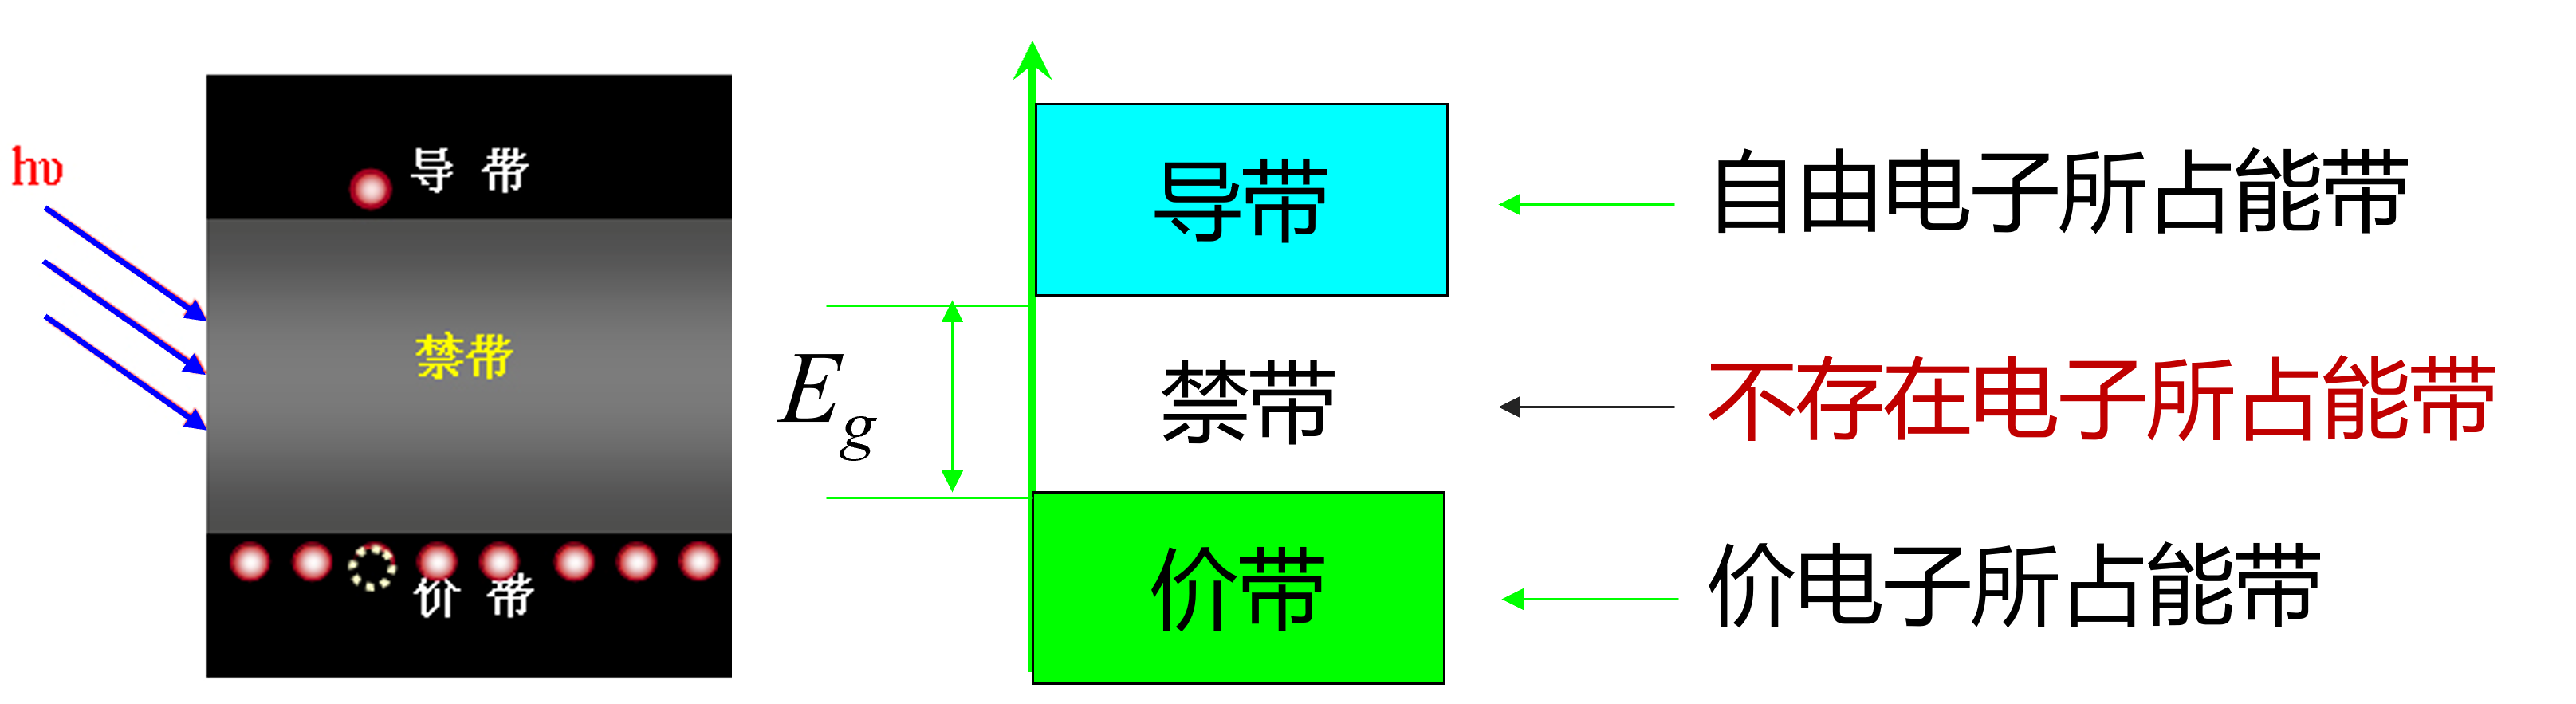 hυ
导 带
禁带
价 带
E_g
导带
禁带
价带
自由电子所占能带
不存在电子所占能带
价电子所占能带